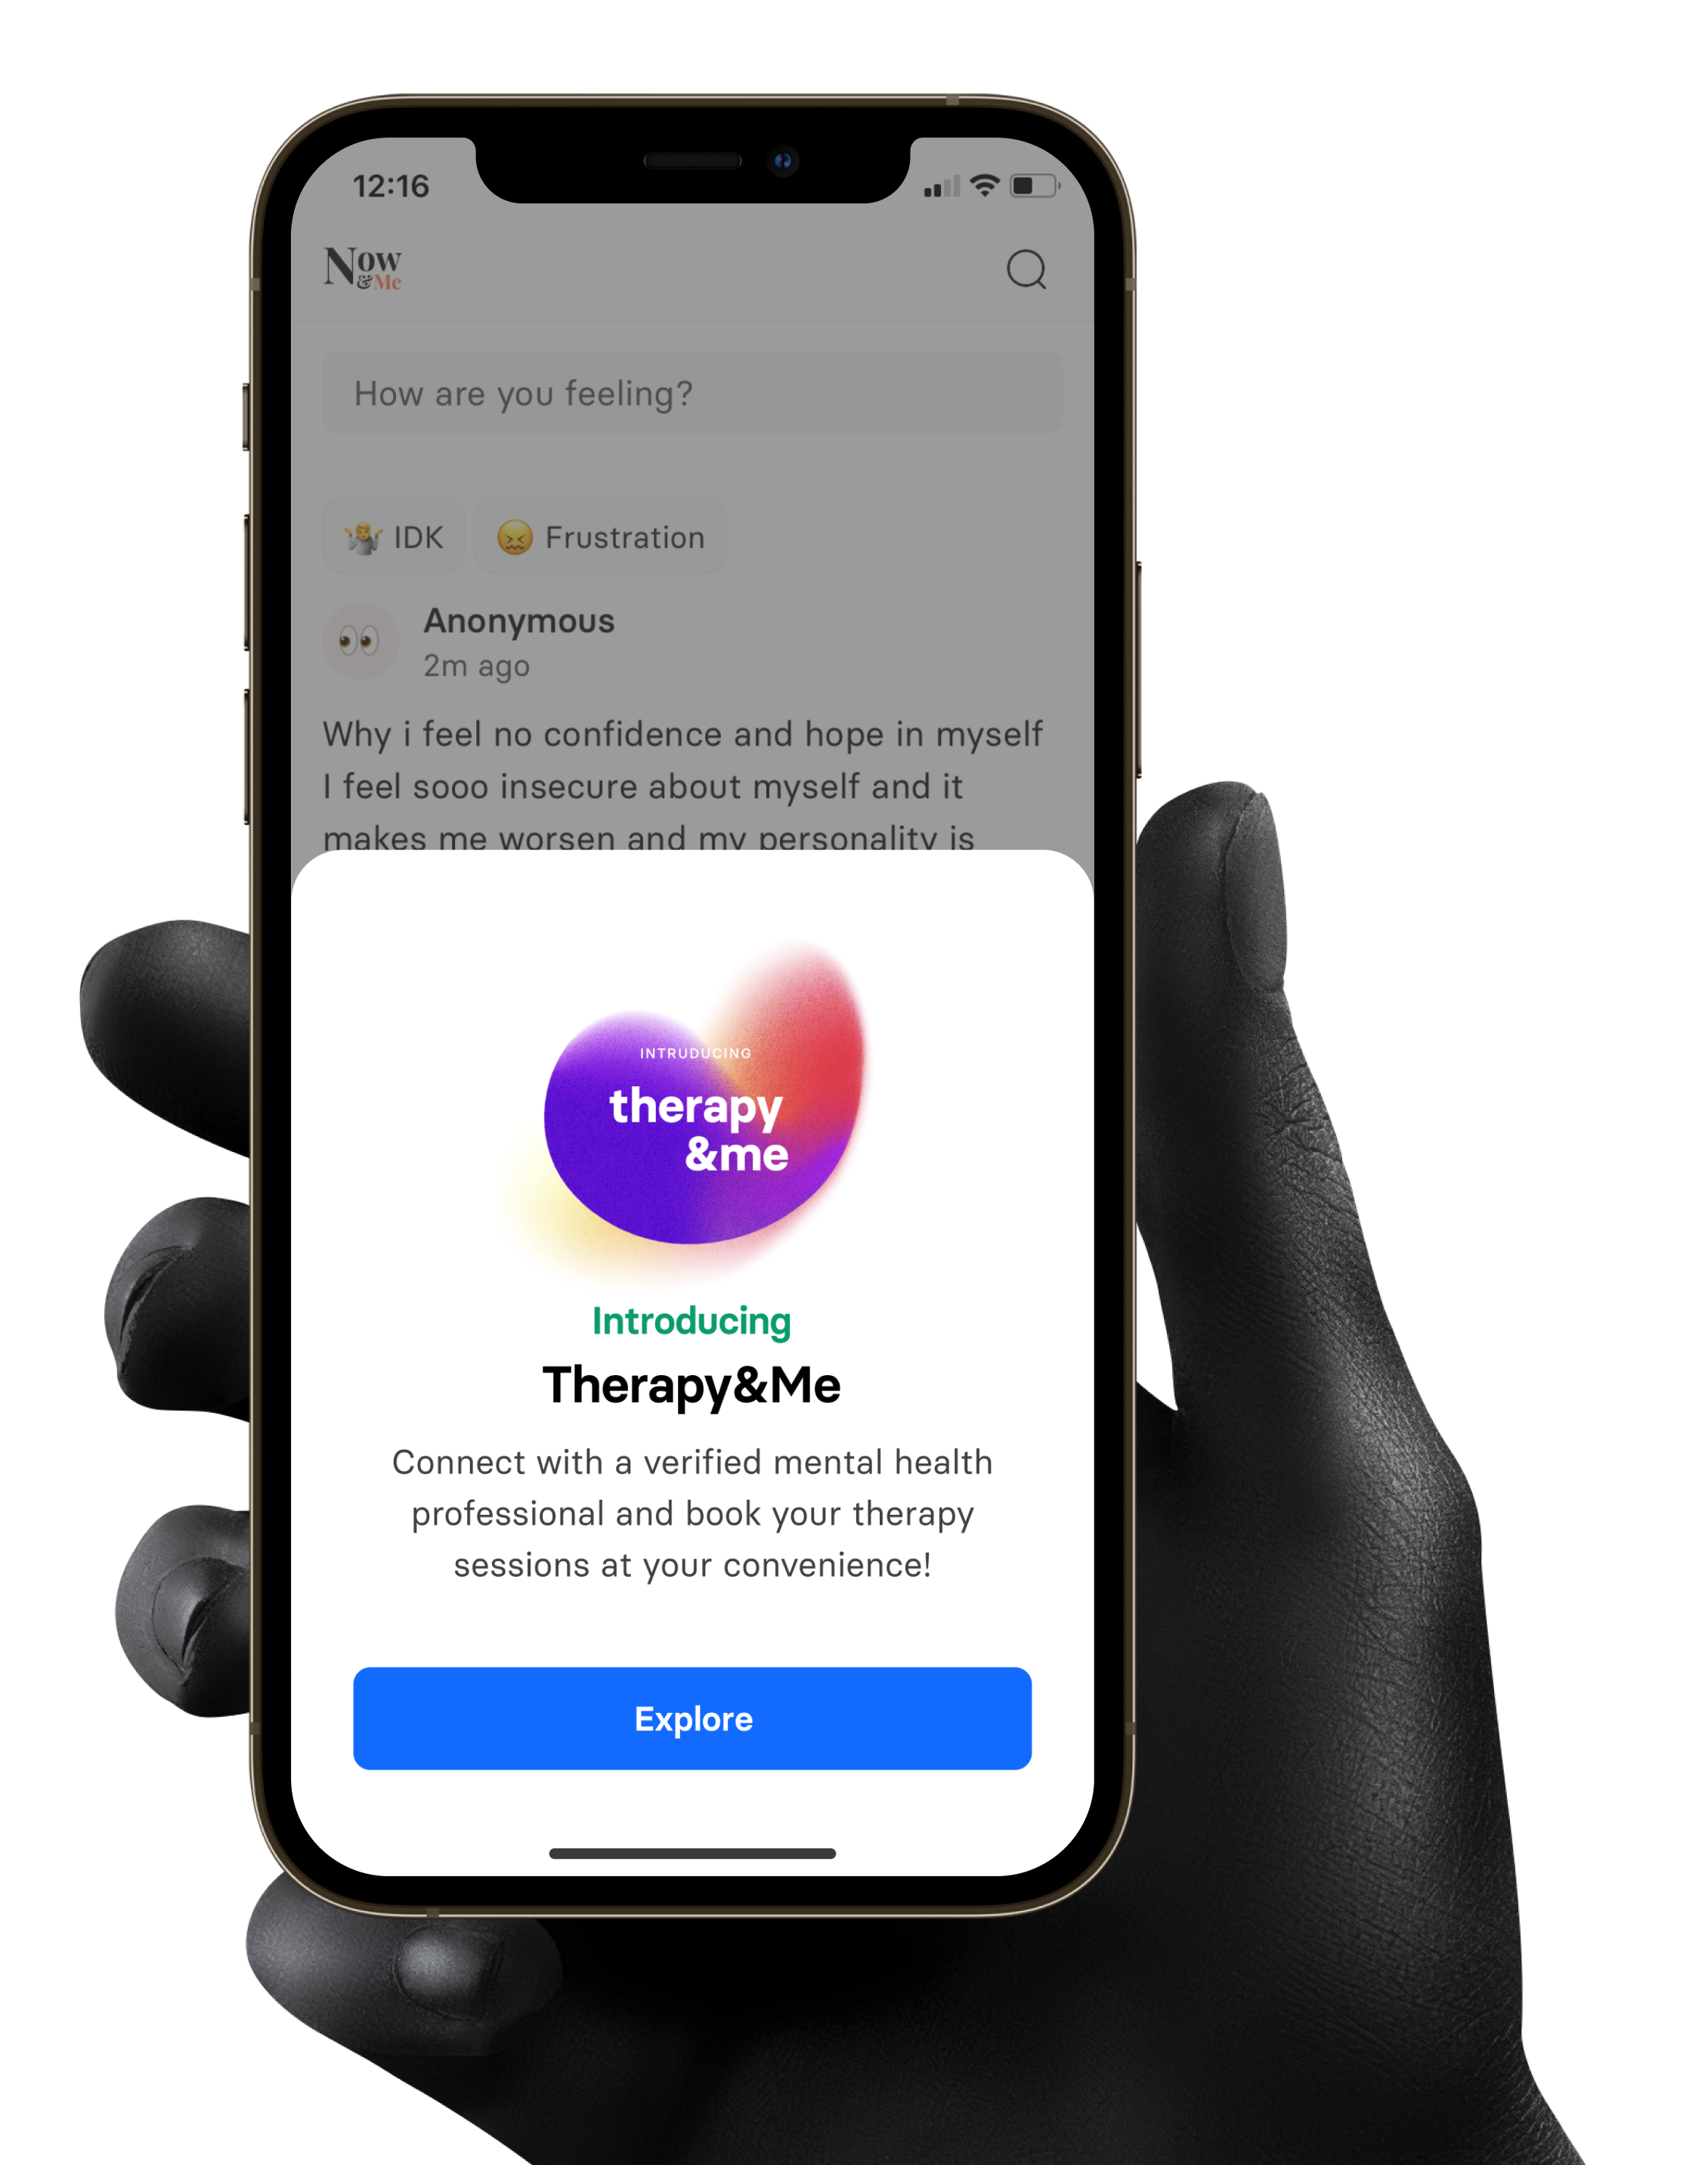 12:16
Now
&Me
How are you feeling?
IDK
Frustration
Anonymous
2m ago
Why i feel no confidence and hope in myself
I feel sooo insecure about myself and it
makes me worsen and my personality is
INTRUDUCING
therapy
&me
Introducing
Therapy&Me
Connect with a verified mental health
professional and book your therapy
sessions at your convenience!
Explore